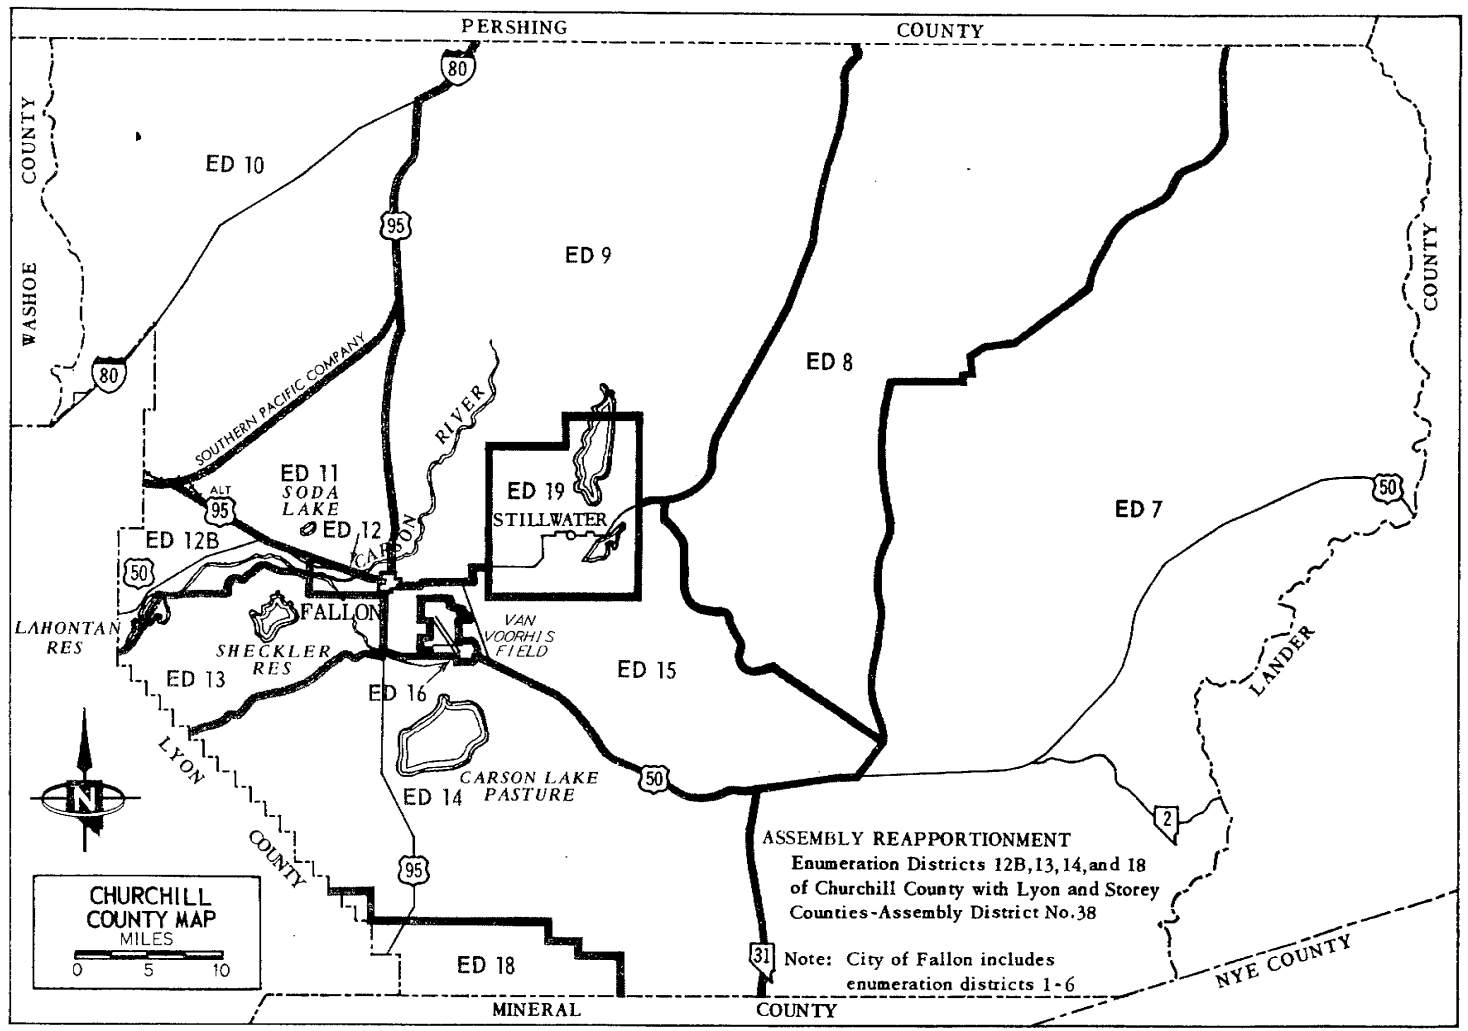 PERSHING COUNTY
80
WASHOE COUNTY
ED 10
95
ED 9
COUNTY
ED 8
80
SOUTHERN PACIFIC COMPANY
RIVER
ED 11
SODA
LAKE
ALT
95
ED 19
STILLWATER
50
ED 7
ED 12
CARSON
ED 12B
50
FALLON
LAHONTAN
RES
SHECKLER
RES
VAN
VOORHIS
FIELD
ED 13
ED 16
ED 15
LANDER
LYON
CARSON LAKE
PASTURE
ED 14
50
N
2
COUNTY
95
ASSEMBLY REAPPORTIONMENT
Enumeration Districts 12B,13,14,and 18
of Churchill County with Lyon and Storey
Counties-Assembly District No.38
CHURCHILL
COUNTY MAP
MILES
0 5 10
ED 18
31
Note: City of Fallon includes
enumeration districts 1-6
NYE COUNTY
MINERAL COUNTY